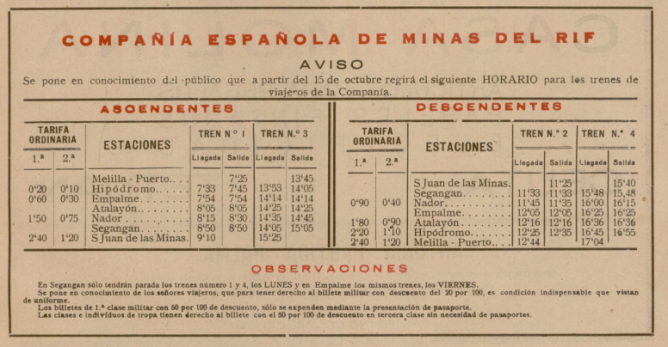 COMPAÑÍA ESPAÑOLA DE MINAS DEL RIF
AVISO
Se pone en conocimiento del público que a partir del 15 de octubre regirá el siguiente HORARIO para los trenes de
viajeros de la Compañía.
ASCENDENTES
TARIFA ORDINARIA ESTACIONES TREN N.º 1 TREN N.º 3
1.ª 2.ª Llegada Salida Llegada Salida
Melilla - Puerto.... 7'25 13'45
0'20 0'10 Hipódromo...... 7'33 7'45 13'53 14'05
0'60 0'30 Empalme....... 7'54 7'54 14'14 14'14
Atalayón....... 8'05 8'05 14'25 14'25
1'50 0'75 Nador......... 8'15 8'30 14'35 14'45
Segangan....... 8'50 8'50 14'05 15'05
2'40 1'20 S Juan de las Minas. 9'10 15'25
DESCENDENTES
TARIFA ORDINARIA ESTACIONES TREN N.º 2 TREN N.º 4
1.ª 2.ª Llegada Salida Llegada Salida
S Juan de las Minas. 11'25 15'40
Segangan........ 11'33 11'33 15'48 15,48
0'90 0'40 Nador.......... 11'45 11'35 16'00 16'15
Empalme........ 12'05 12'05 16'25 16'25
1'80 0'90 Atalayón........ 12'16 12'16 16'36 16'36
2'20 1'10 Hipódromo...... 12'25 12'35 16'45 16'55
2'40 1'20 Melilla - Puerto.... 12'44 17'04
OBSERVACIONES
En Segangan sólo tendrán parada los trenes número 1 y 4, los LUNES y en Empalme los mismos trenes, los VIERNES.
Se pone en conocimiento de los señores viajeros, que para tener derecho al billete militar con descuento del 20 por 100, es condición indispensable que vistan
de uniforme.
Los billetes de 1.ª clase militar con 50 por 100 de descuento, sólo se expenden mediante la presentación de pasaporte.
Las clases e individuos de tropa tienen derecho al billete con el 50 por 100 de descuento en tercera clase sin necesidad de pasaportes.